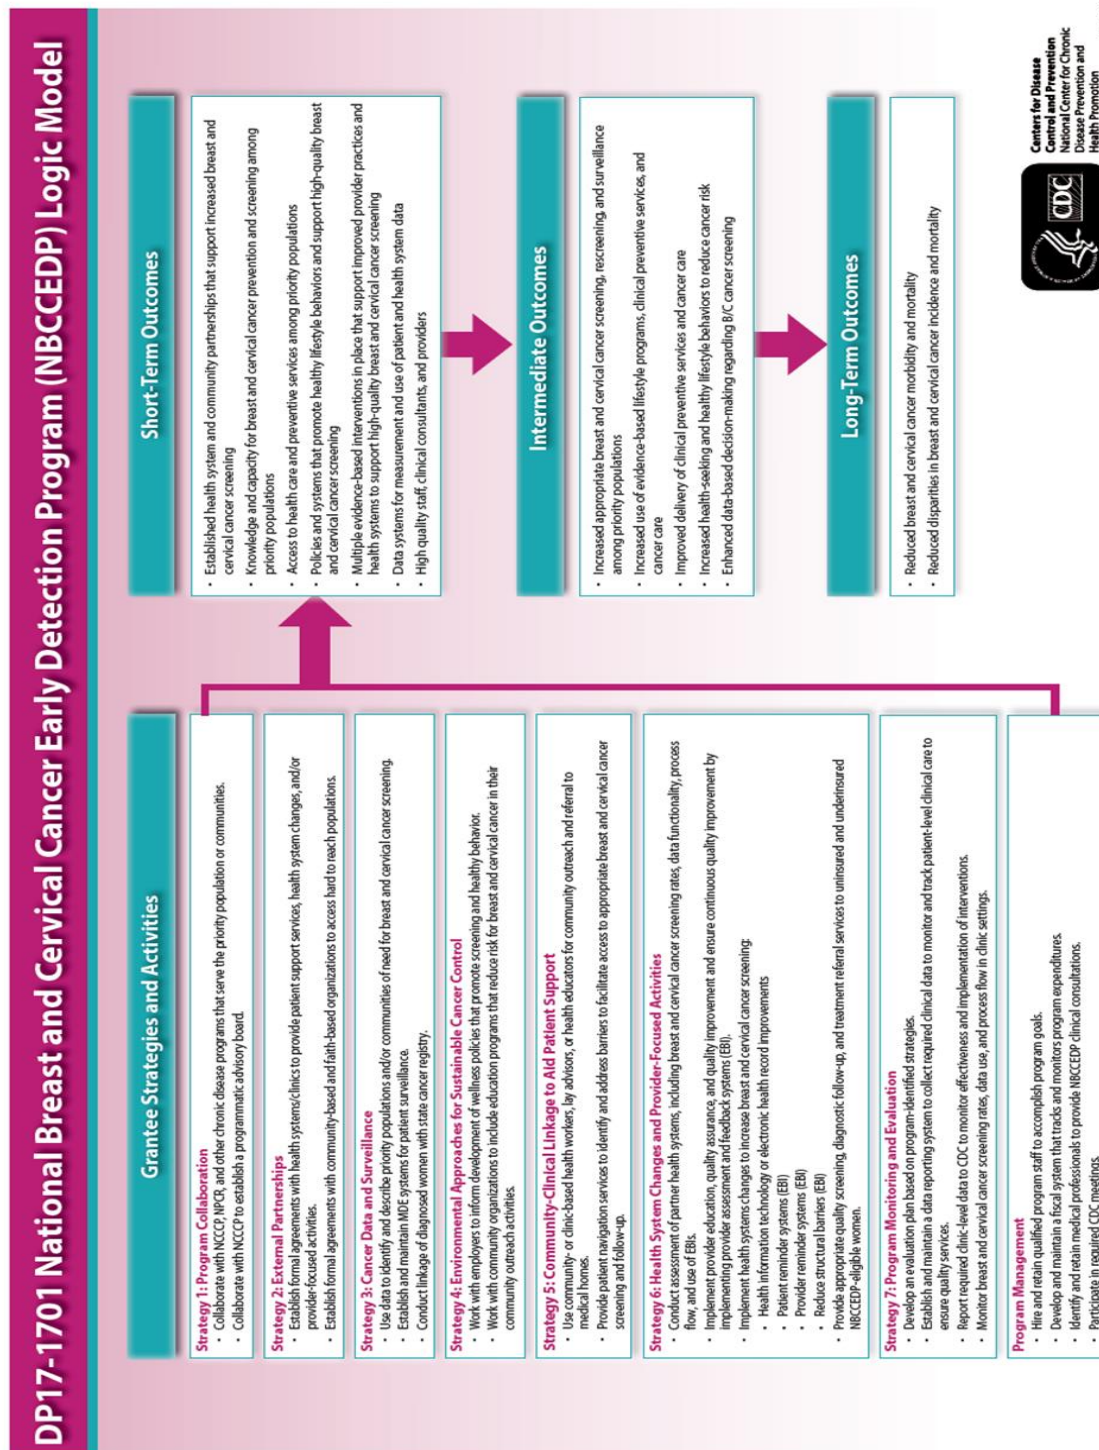 DP17-1701 National Breast and Cervical Cancer Early Detection Program (NBCCEDP) Logic Model
Grantee Strategies and Activities
Strategy 1: Program Collaboration
• Collaborate with NCCCP, NPCR, and other chronic disease programs that serve the priority population or communities.
• Collaborate with NCCCP to establish a programmatic advisory board.
Strategy 2: External Partnerships
• Establish formal agreements with health systems/clinics to provide patient support services, health system changes, and/or
provider-focused activities.
• Establish formal agreements with community-based and faith-based organizations to access hard to reach populations.
Strategy 3: Cancer Data and Surveillance
• Use data to identify and describe priority populations and/or communities of need for breast and cervical cancer screening.
• Establish and maintain MDE systems for patient surveillance.
• Conduct linkage of diagnosed women with state cancer registry.
Strategy 4: Environmental Approaches for Sustainable Cancer Control
• Work with employers to inform development of wellness policies that promote screening and healthy behavior.
• Work with community organizations to include education programs that reduce risk for breast and cervical cancer in their
community outreach activities.
Strategy 5: Community-Clinical Linkage to Aid Patient Support
• Use community- or clinic-based health workers, lay advisors, or health educators for community outreach and referral to
medical homes.
• Provide patient navigation services to identify and address barriers to facilitate access to appropriate breast and cervical cancer
screening and follow-up.
Strategy 6: Health System Changes and Provider-Focused Activities
• Conduct assessment of partner health systems, including breast and cervical cancer screening rates, data functionality, process
flow, and use of EBIs.
• Implement provider education, quality assurance, and quality improvement and ensure continuous quality improvement by
implementing provider assessment and feedback systems (EBI).
• Implement health systems changes to increase breast and cervical cancer screening:
• Health information technology or electronic health record improvements
• Patient reminder systems (EBI)
• Provider reminder systems (EBI)
• Reduce structural barriers (EBI)
• Provide appropriate quality screening, diagnostic follow-up, and treatment referral services to uninsured and underinsured
NBCCEDP-eligible women.
Strategy 7: Program Monitoring and Evaluation
• Develop an evaluation plan based on program-identified strategies.
• Establish and maintain a data reporting system to collect required clinical data to monitor and track patient-level clinical care to
ensure quality services.
• Report required clinic-level data to CDC to monitor effectiveness and implementation of interventions.
• Monitor breast and cervical cancer screening rates, data use, and process flow in clinic settings.
Program Management
• Hire and retain qualified program staff to accomplish program goals.
• Develop and maintain a fiscal system that tracks and monitors program expenditures.
• Identify and retain medical professionals to provide NBCCEDP clinical consultations.
• Participate in required CDC meetings.
Short-Term Outcomes
• Established health system and community partnerships that support increased breast and
cervical cancer screening
• Knowledge and capacity for breast and cervical cancer prevention and screening among
priority populations
• Access to health care and preventive services among priority populations
• Policies and systems that promote healthy lifestyle behaviors and support high-quality breast
and cervical cancer screening
• Multiple evidence-based interventions in place that support improved provider practices and
health systems to support high-quality breast and cervical cancer screening
• Data systems for measurement and use of patient and health system data
• High quality staff, clinical consultants, and providers
Intermediate Outcomes
• Increased appropriate breast and cervical cancer screening, rescreening, and surveillance
among priority populations
• Increased use of evidence-based lifestyle programs, clinical preventive services, and
cancer care
• Improved delivery of clinical preventive services and cancer care
• Increased health-seeking and healthy lifestyle behaviors to reduce cancer risk
• Enhanced data-based decision-making regarding B/C cancer screening
Long-Term Outcomes
• Reduced breast and cervical cancer morbidity and mortality
• Reduced disparities in breast and cervical cancer incidence and mortality
CDC
Centers for Disease
Control and Prevention
National Center for Chronic
Disease Prevention and
Health Promotion